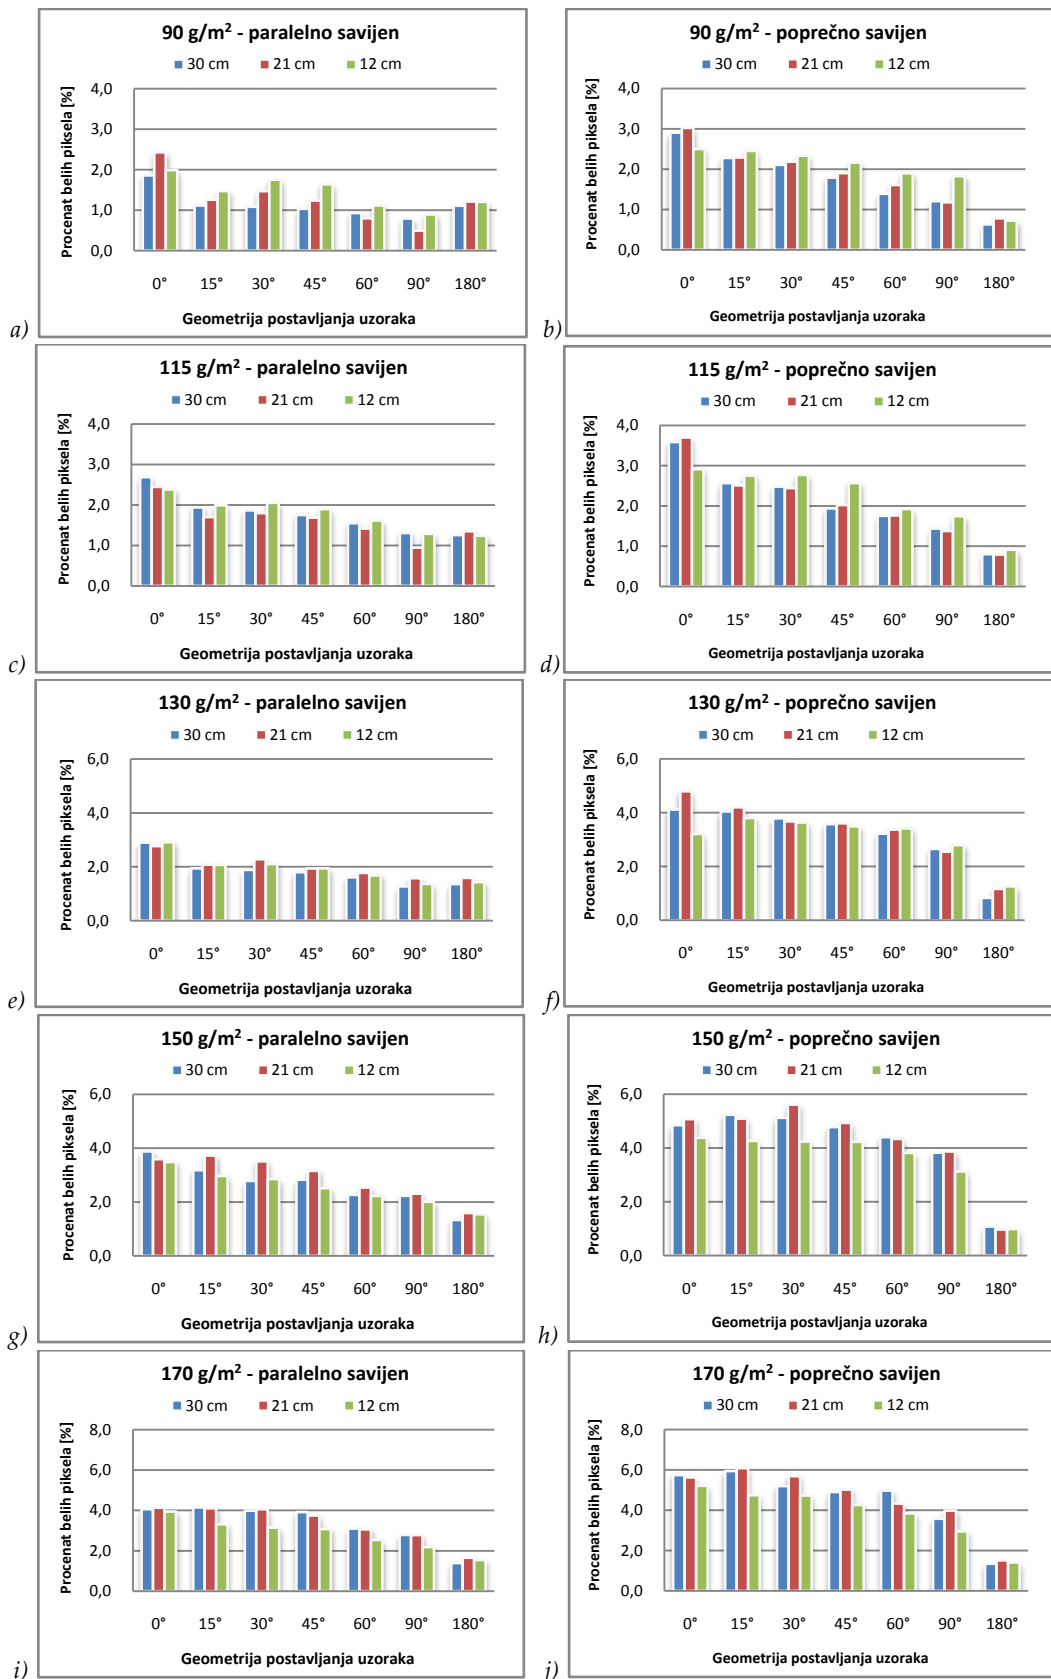 90 g/m² - paralelno savijen
30 cm 21 cm 12 cm
Procenat belih piksela [%]
4,0
3,0
2,0
1,0
0,0
0° 15° 30° 45° 60° 90° 180°
Geometrija postavljanja uzoraka
a)
90 g/m² - poprečno savijen
30 cm 21 cm 12 cm
Procenat belih piksela [%]
4,0
3,0
2,0
1,0
0,0
0° 15° 30° 45° 60° 90° 180°
Geometrija postavljanja uzoraka
b)
115 g/m² - paralelno savijen
30 cm 21 cm 12 cm
Procenat belih piksela [%]
4,0
3,0
2,0
1,0
0,0
0° 15° 30° 45° 60° 90° 180°
Geometrija postavljanja uzoraka
c)
115 g/m² - poprečno savijen
30 cm 21 cm 12 cm
Procenat belih piksela [%]
4,0
3,0
2,0
1,0
0,0
0° 15° 30° 45° 60° 90° 180°
Geometrija postavljanja uzoraka
d)
130 g/m² - paralelno savijen
30 cm 21 cm 12 cm
Procenat belih piksela [%]
6,0
4,0
2,0
0,0
0° 15° 30° 45° 60° 90° 180°
Geometrija postavljanja uzoraka
e)
130 g/m² - poprečno savijen
30 cm 21 cm 12 cm
Procenat belih piksela [%]
6,0
4,0
2,0
0,0
0° 15° 30° 45° 60° 90° 180°
Geometrija postavljanja uzoraka
f)
150 g/m² - paralelno savijen
30 cm 21 cm 12 cm
Procenat belih piksela [%]
6,0
4,0
2,0
0,0
0° 15° 30° 45° 60° 90° 180°
Geometrija postavljanja uzoraka
g)
150 g/m² - poprečno savijen
30 cm 21 cm 12 cm
Procenat belih piksela [%]
6,0
4,0
2,0
0,0
0° 15° 30° 45° 60° 90° 180°
Geometrija postavljanja uzoraka
h)
170 g/m² - paralelno savijen
30 cm 21 cm 12 cm
Procenat belih piksela [%]
8,0
6,0
4,0
2,0
0,0
0° 15° 30° 45° 60° 90° 180°
Geometrija postavljanja uzoraka
i)
170 g/m² - poprečno savijen
30 cm 21 cm 12 cm
Procenat belih piksela [%]
8,0
6,0
4,0
2,0
0,0
0° 15° 30° 45° 60° 90° 180°
Geometrija postavljanja uzoraka
j)